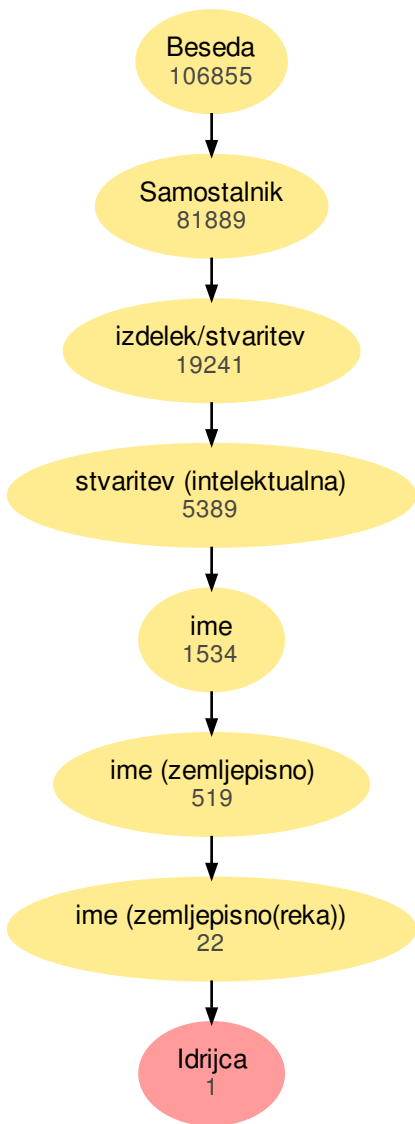 Beseda
106855
Samostalnik
81889
izdelek/stvaritev
19241
stvaritev (intelektualna)
5389
ime
1534
ime (zemljepisno)
519
ime (zemljepisno(reka))
22
Idrijca
1